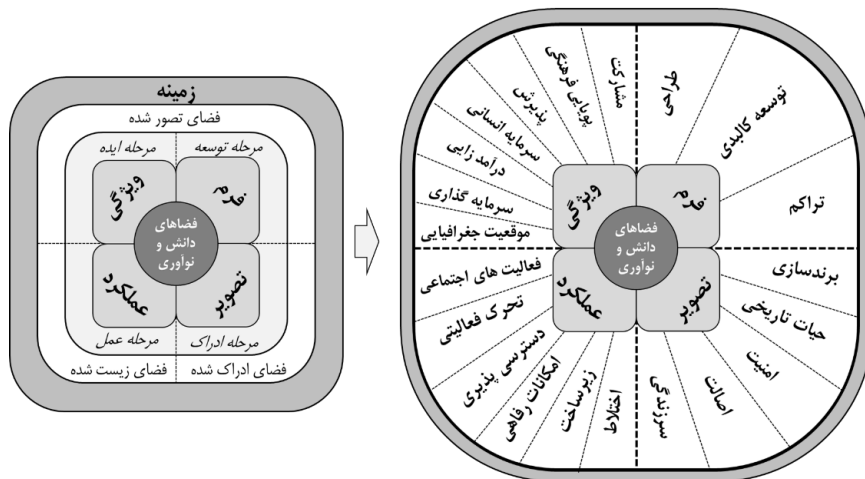 زمینه
فضای تصور شده
مرحله ایده
مرحله توسعه
ویژگی
فرم
فضاهای
دانش و
نوآوری
عملکرد
تصویر
مرحله عمل
مرحله ادراک
فضای زیست شده
فضای ادراک شده
مشارکت
پویایی فرهنگی
پذیرش
سرمایه انسانی
درآمد زایی
سرمایه گذاری
موقعیت جغرافیایی
طراحی
توسعه کالبدی
تراکم
ویژگی
فرم
فضاهای
دانش و
نوآوری
عملکرد
تصویر
فعالیت های اجتماعی
تحرک فعالیتی
دسترسی پذیری
امکانات رفاهی
زیرساخت
اختلاط
برندسازی
حیات تاریخی
امنیت
اصالت
سرزندگی